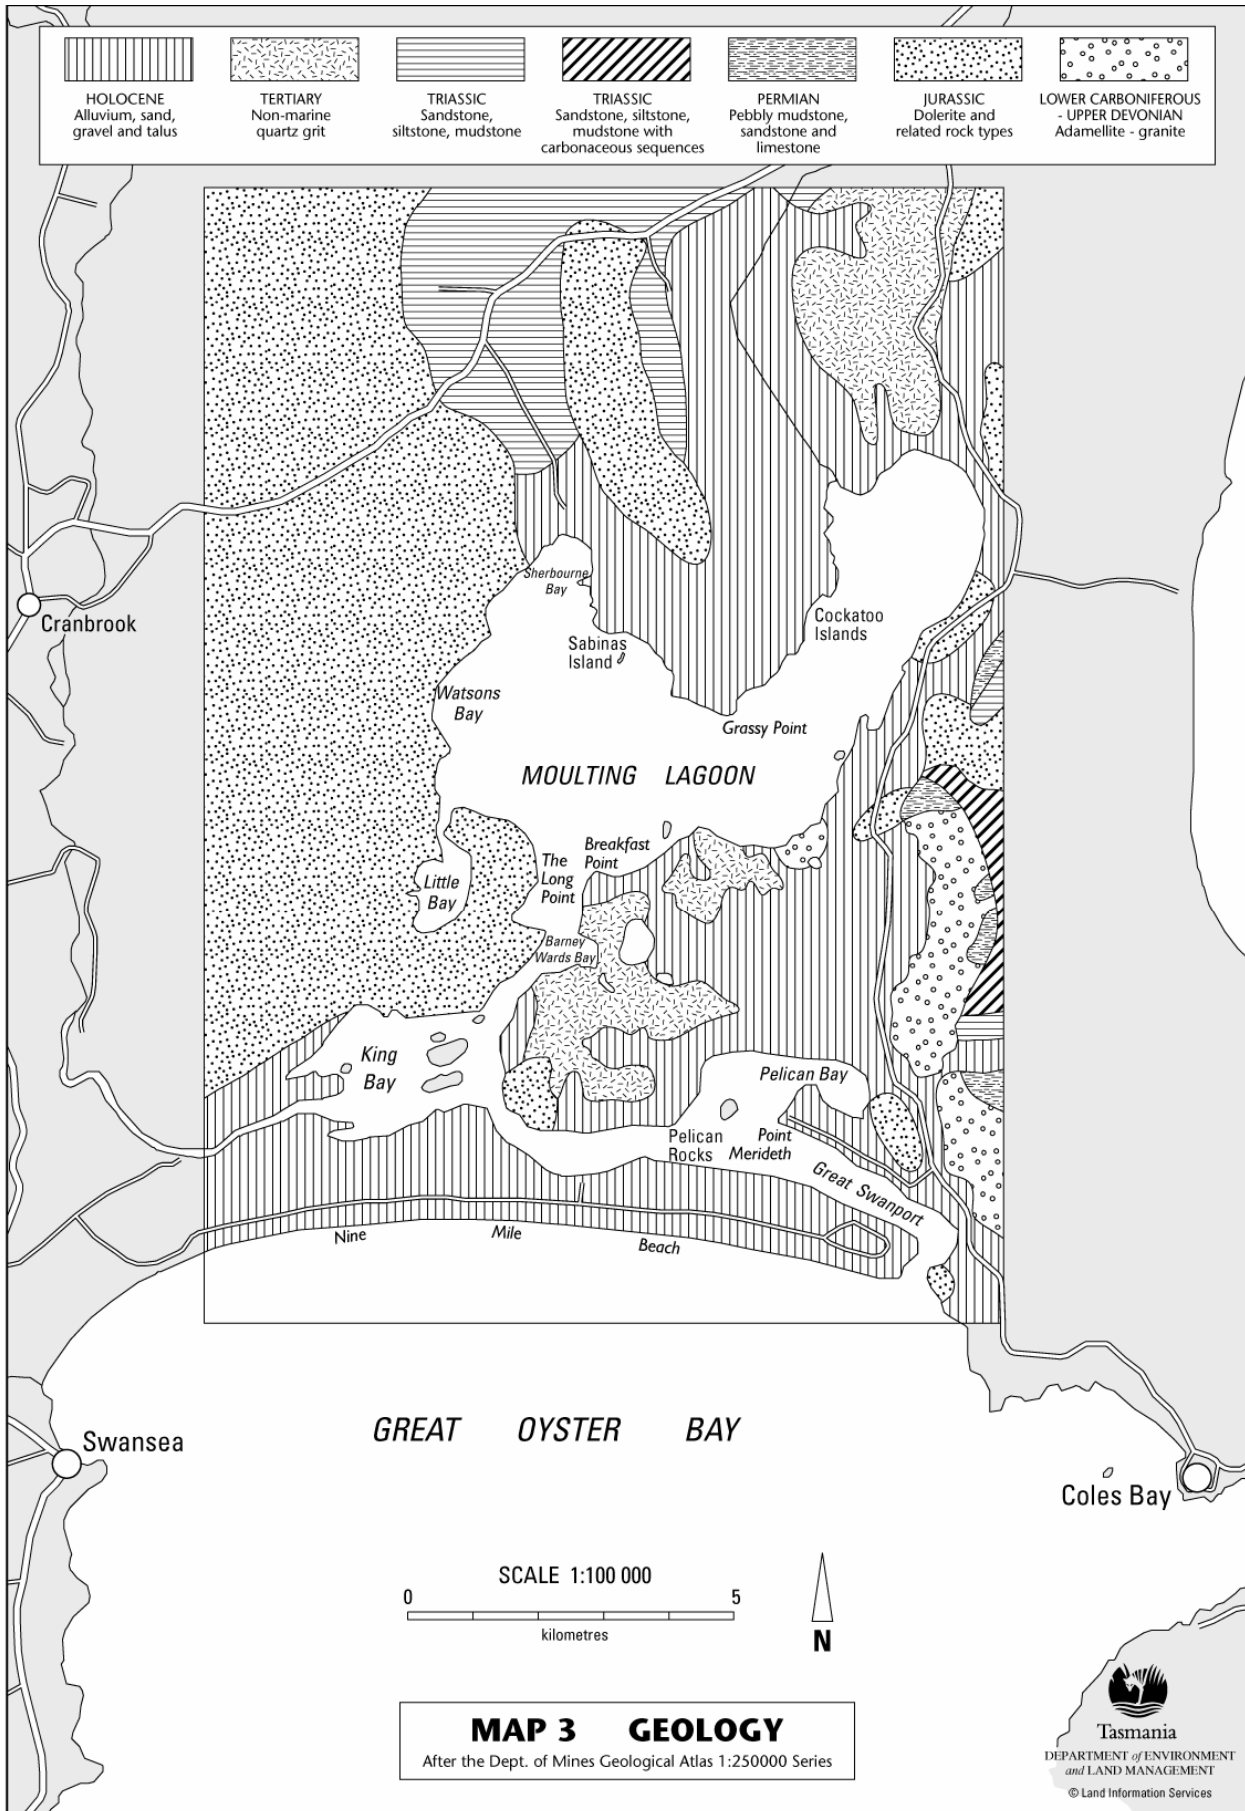 HOLOCENE
Alluvium, sand,
gravel and talus
TERTIARY
Non-marine
quartz grit
TRIASSIC
Sandstone,
siltstone, mudstone
TRIASSIC
Sandstone, siltstone,
mudstone with
carbonaceous sequences
PERMIAN
Pebbly mudstone,
sandstone and
limestone
JURASSIC
Dolerite and
related rock types
LOWER CARBONIFEROUS
- UPPER DEVONIAN
Adamellite - granite
Sherbourne
Bay
Cranbrook
Cockatoo
Islands
Sabinas
Island
Watsons
Bay
Grassy Point
MOULTING LAGOON
Breakfast
Point
The
Long
Point
Little
Bay
Barney
Wards Bay
King
Bay
Pelican Bay
Pelican
Rocks
Point
Merideth
Great Swanport
Nine Mile Beach
GREAT OYSTER BAY
Swansea
Coles Bay
SCALE 1:100 000
0 5
kilometres
N
MAP 3 GEOLOGY
After the Dept. of Mines Geological Atlas 1:250000 Series
Tasmania
DEPARTMENT of ENVIRONMENT
and LAND MANAGEMENT
© Land Information Services